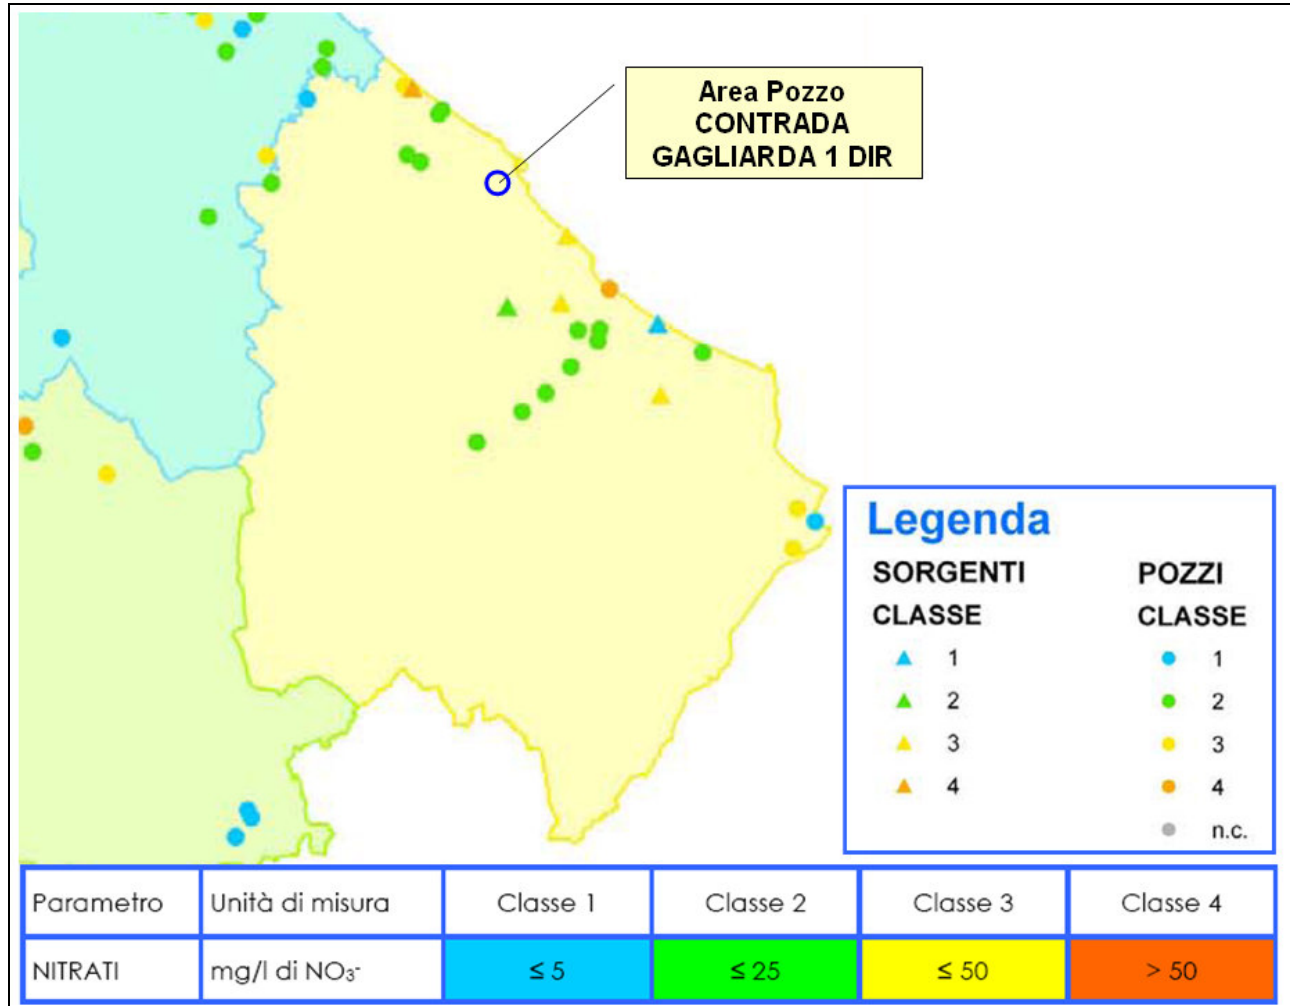 Area Pozzo
CONTRADA
GAGLIARDA 1 DIR
Legenda
SORGENTI POZZI
CLASSE CLASSE
1 1
2 2
3 3
4 4
n.c.
Parametro Unità di misura Classe 1 Classe 2 Classe 3 Classe 4
NITRATI mg/l di NO₃- ≤ 5 ≤ 25 ≤ 50 > 50